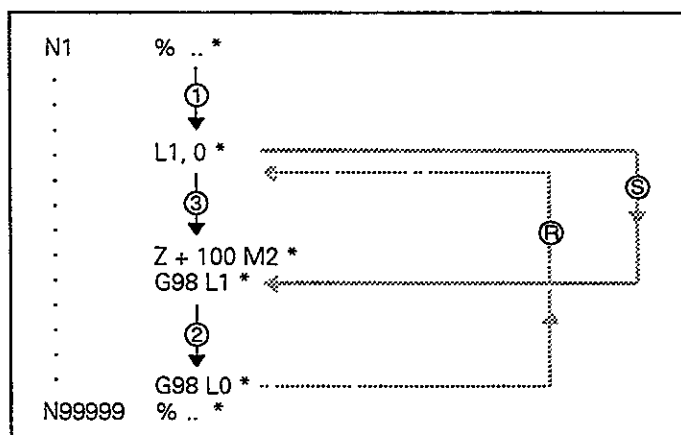 N1 % .. *
①
L1, 0 *
Ⓢ
③
Ⓡ
Z + 100 M2 *
G98 L1 *
②
G98 L0 *
N99999 % .. *